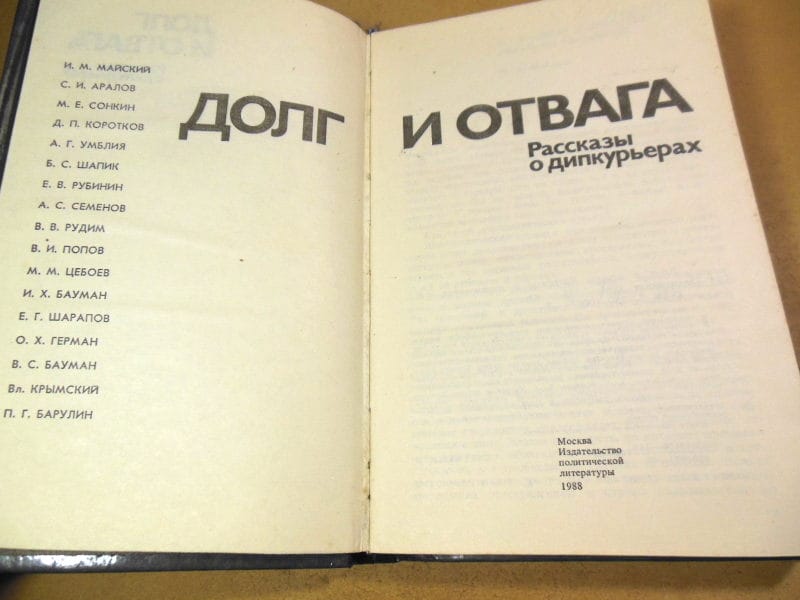 И. М. МАЙСКИЙ
С. И. АРАЛОВ
М. Е. СОНКИН
Д. П. КОРОТКОВ
А. Г. УМБЛИЯ
Б. С. ШАПИК
Е. В. РУБИНИН
А. С. СЕМЕНОВ
В. В. РУДИМ
В. И. ПОПОВ
М. М. ЦЕБОЕВ
И. Х. БАУМАН
Е. Г. ШАРАПОВ
О. Х. ГЕРМАН
В. С. БАУМАН
Вл. КРЫМСКИЙ
П. Г. БАРУЛИН
ДОЛГ
И ОТВАГА
Рассказы
о дипкурьерах
Москва
Издательство
политической
литературы
1988